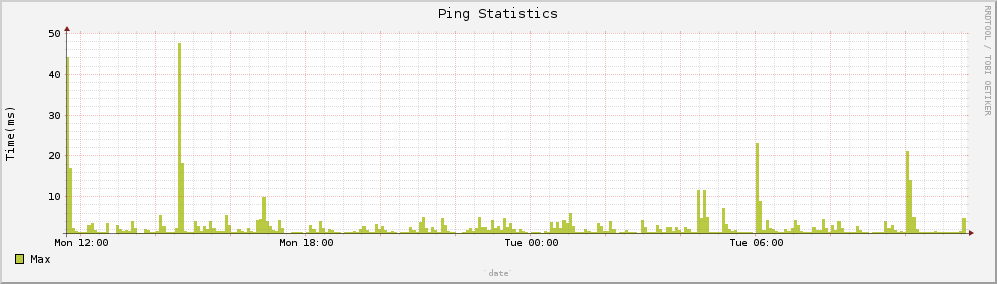 Ping Statistics
RRDTOOL / TOBI OETIKER
Time(ms)
50
40
30
20
10
Mon 12:00 Mon 18:00 Tue 00:00 Tue 06:00
Max
`date`